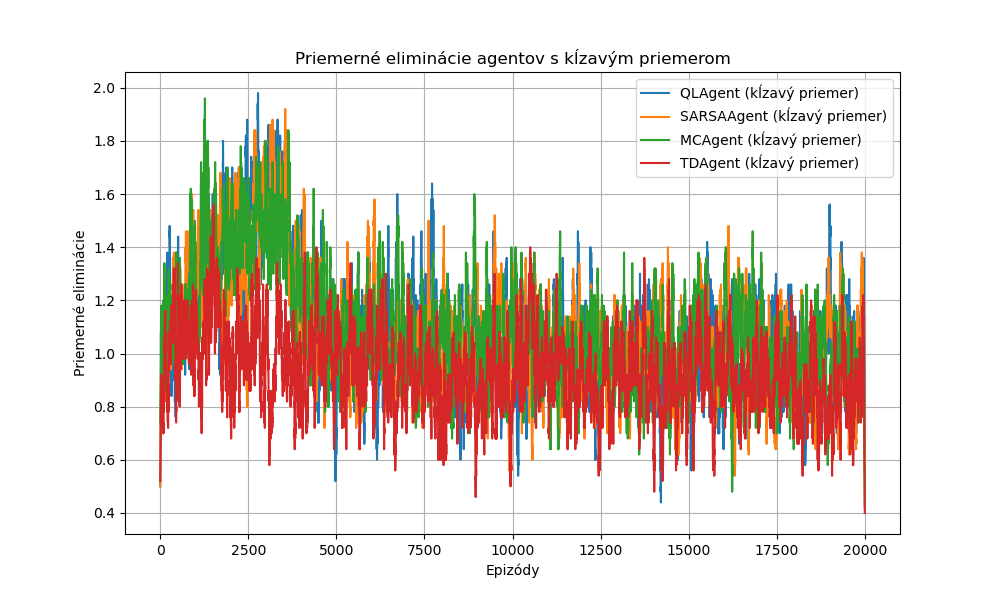 Priemerné eliminácie agentov s kĺzavým priemerom
QLAgent (kĺzavý priemer)
SARSAAgent (kĺzavý priemer)
MCAgent (kĺzavý priemer)
TDAgent (kĺzavý priemer)
Priemerné eliminácie
2.0
1.8
1.6
1.4
1.2
1.0
0.8
0.6
0.4
0 2500 5000 7500 10000 12500 15000 17500 20000
Epizódy